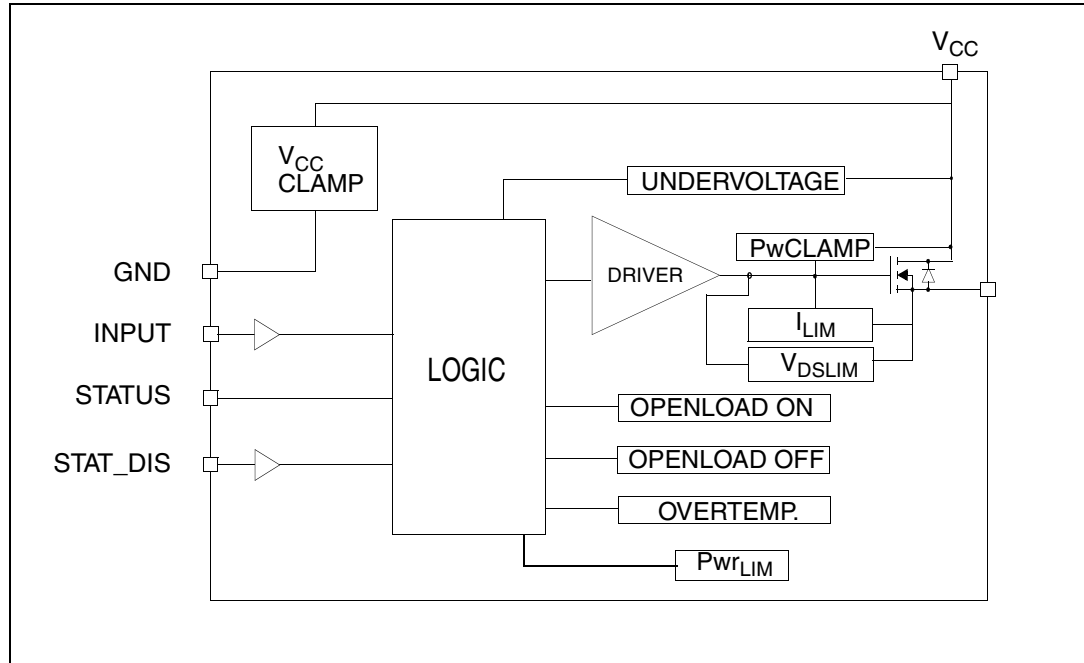 VCC
VCC
CLAMP
UNDERVOLTAGE
PwCLAMP
GND
DRIVER
INPUT
ILIM
LOGIC
VDSLIM
STATUS
OPENLOAD ON
STAT_DIS
OPENLOAD OFF
OVERTEMP.
PwrLIM